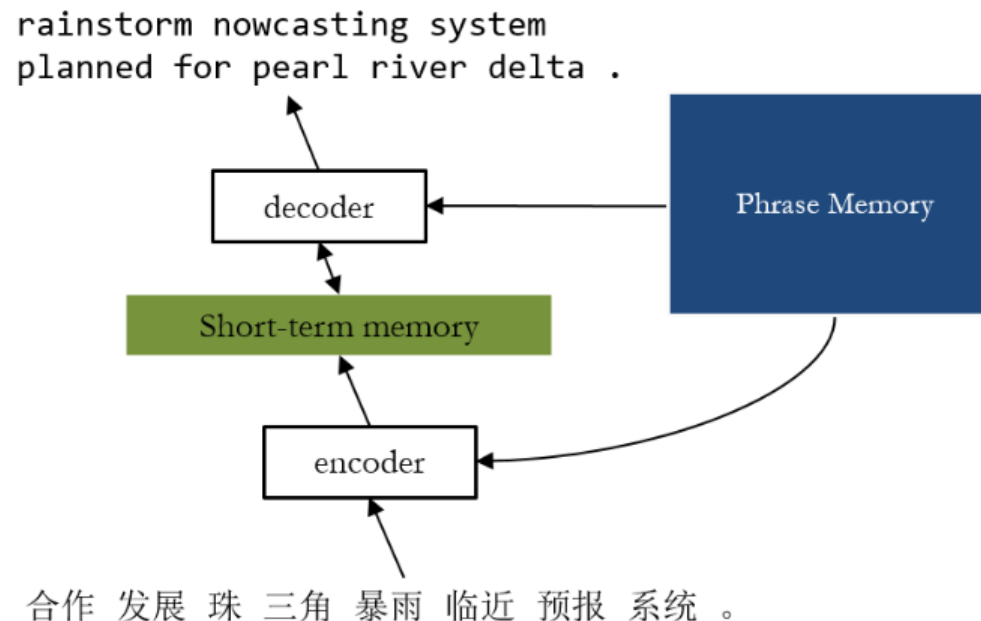 rainstorm nowcasting system
planned for pearl river delta .
decoder
Phrase Memory
Short-term memory
encoder
合作 发展 珠 三角 暴雨 临近 预报 系统 。